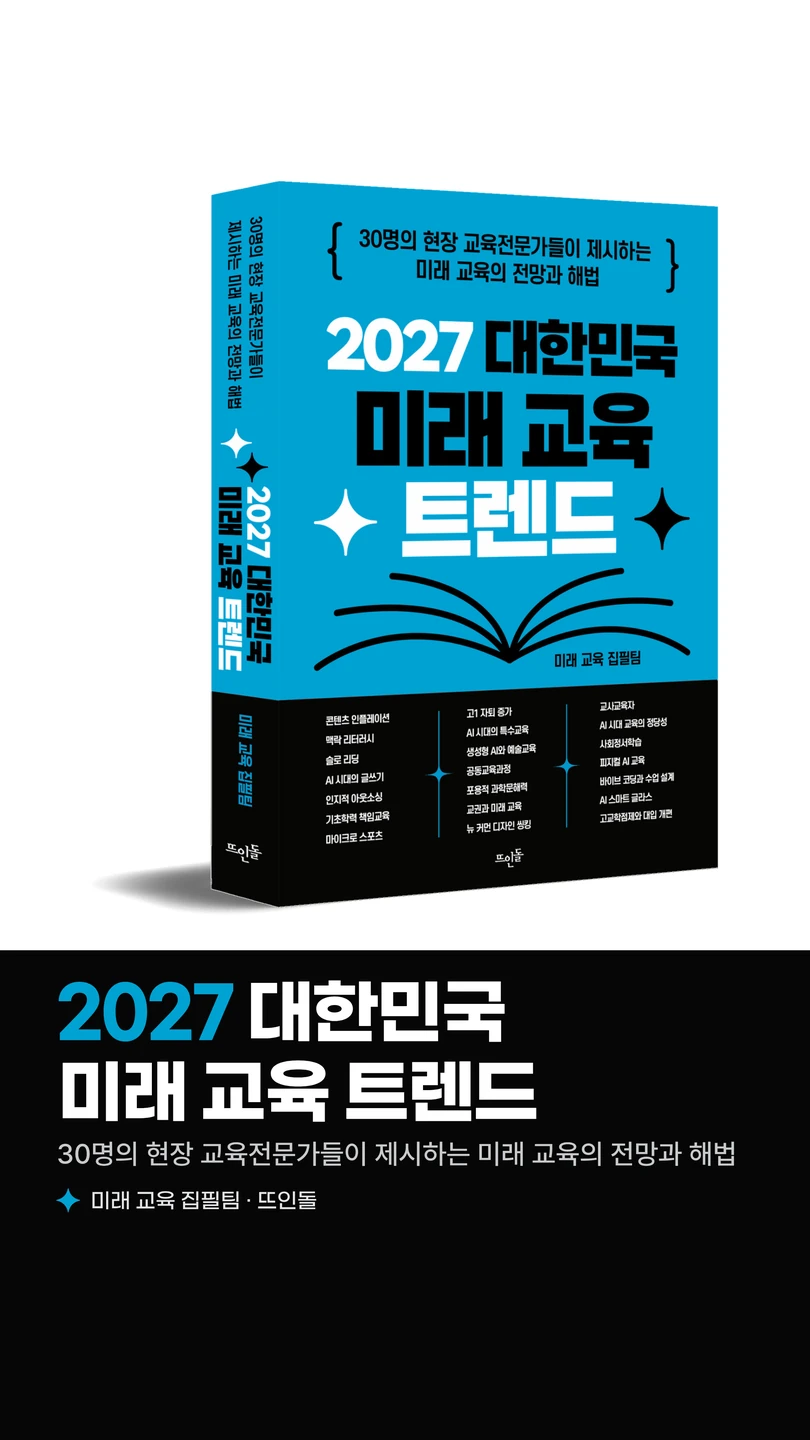 30명의 현장 교육전문가들이
제시하는 미래 교육의 전망과 해법
2027 대한민국
미래 교육 트렌드
미래 교육 집필팀
뜨인돌
30명의 현장 교육전문가들이 제시하는
미래 교육의 전망과 해법
2027 대한민국
미래 교육
트렌드
미래 교육 집필팀
콘텐츠 인플레이션
맥락 리터러시
슬로 리딩
AI 시대의 글쓰기
인지적 아웃소싱
기초학력 책임교육
마이크로 스포츠
고1 자퇴 증가
AI 시대의 특수교육
생성형 AI와 예술교육
공동교육과정
포용적 과학문해력
교권과 미래 교육
뉴 커먼 디자인 씽킹
교사교육자
AI 시대 교육의 정당성
사회정서학습
피지컬 AI 교육
바이브 코딩과 수업 설계
AI 스마트 글라스
고교학점제와 대입 개편
뜨인돌
2027 대한민국
미래 교육 트렌드
30명의 현장 교육전문가들이 제시하는 미래 교육의 전망과 해법
미래 교육 집필팀 · 뜨인돌